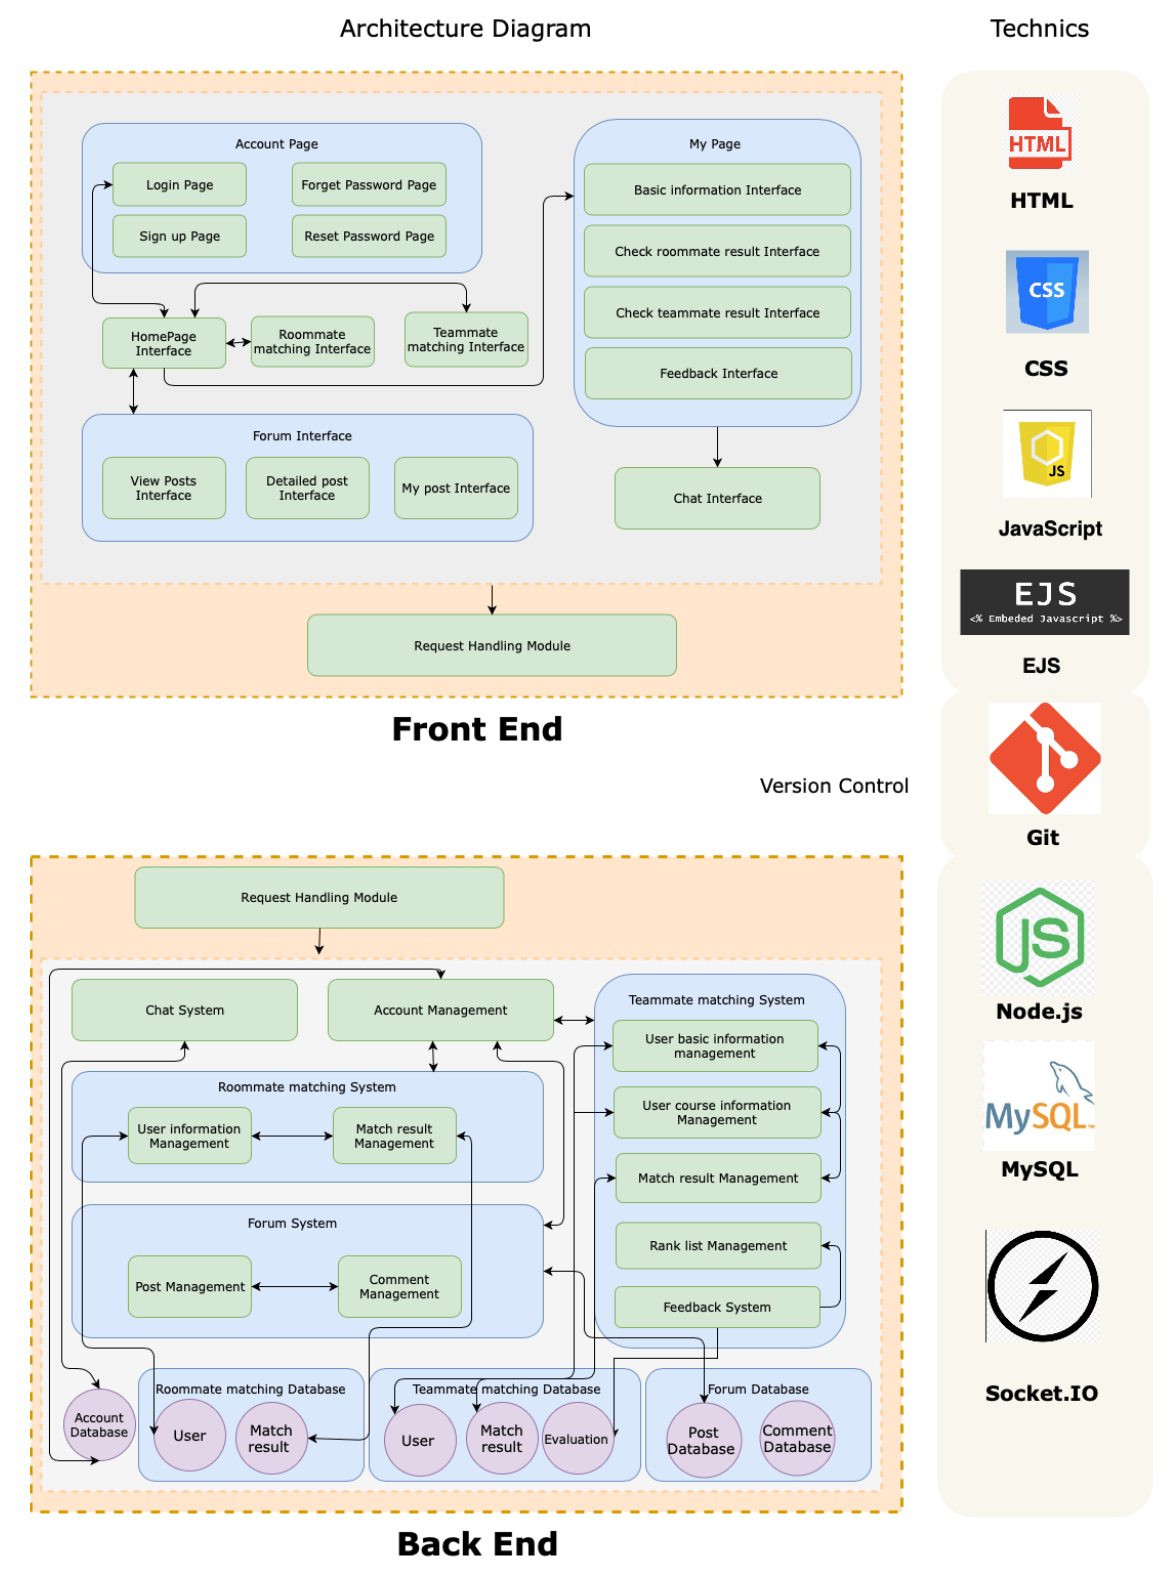 Architecture Diagram
Technics
Account Page
Login Page
Forget Password Page
Sign up Page
Reset Password Page
HomePage
Interface
Roommate
matching Interface
Teammate
matching Interface
Forum Interface
View Posts
Interface
Detailed post
Interface
My post Interface
My Page
Basic information Interface
Check roommate result Interface
Check teammate result Interface
Feedback Interface
Chat Interface
Request Handling Module
Front End
HTML
HTML
CSS
CSS
JS
JavaScript
EJS
<% Embeded Javascript %>
EJS
Version Control
Git
Request Handling Module
Chat System
Account Management
Roommate matching System
User information
Management
Match result
Management
Forum System
Post Management
Comment
Management
Teammate matching System
User basic information
management
User course information
Management
Match result Management
Rank list Management
Feedback System
Account
Database
Roommate matching Database
User
Match
result
Teammate matching Database
User
Match
result
Evaluation
Forum Database
Post
Database
Comment
Database
Back End
JS
Node.js
MySQL™
MySQL
Socket.IO